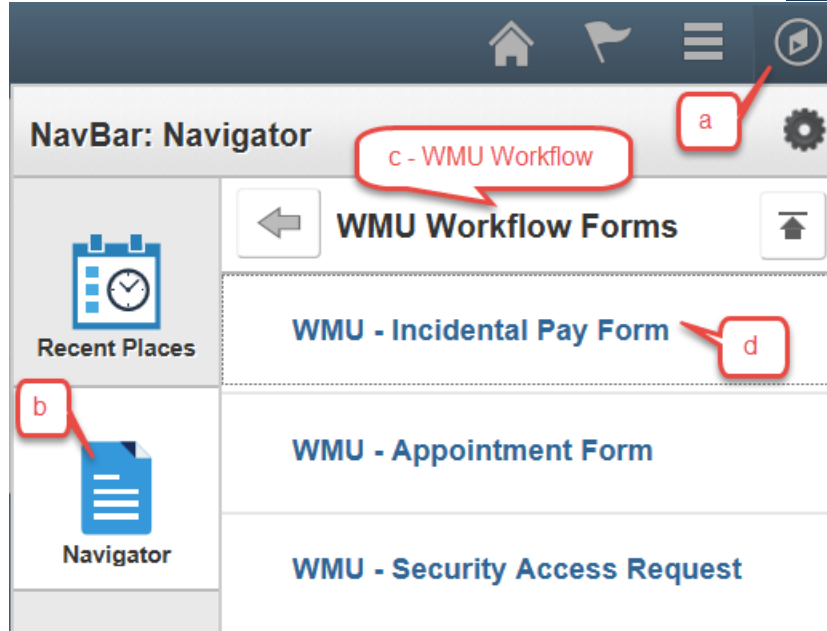 a
NavBar: Navigator
c - WMU Workflow
WMU Workflow Forms
Recent Places
WMU - Incidental Pay Form
d
b
WMU - Appointment Form
Navigator
WMU - Security Access Request